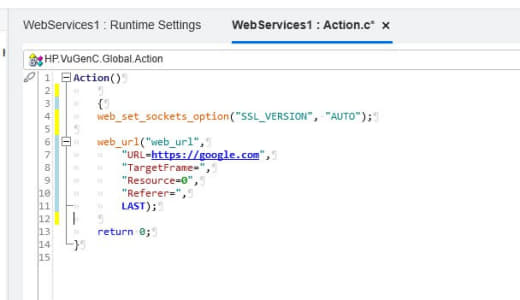 WebServices1 : Runtime Settings
WebServices1 : Action.c* ×
HP.VuGenC.Global.Action
1 Action()
2
3 {
4 web_set_sockets_option("SSL_VERSION", "AUTO");
5
6 web_url("web_url",
7 "URL=https://google.com",
8 "TargetFrame=",
9 "Resource=0",
10 "Referer=",
11 LAST);
12
13 return 0;
14 }
15